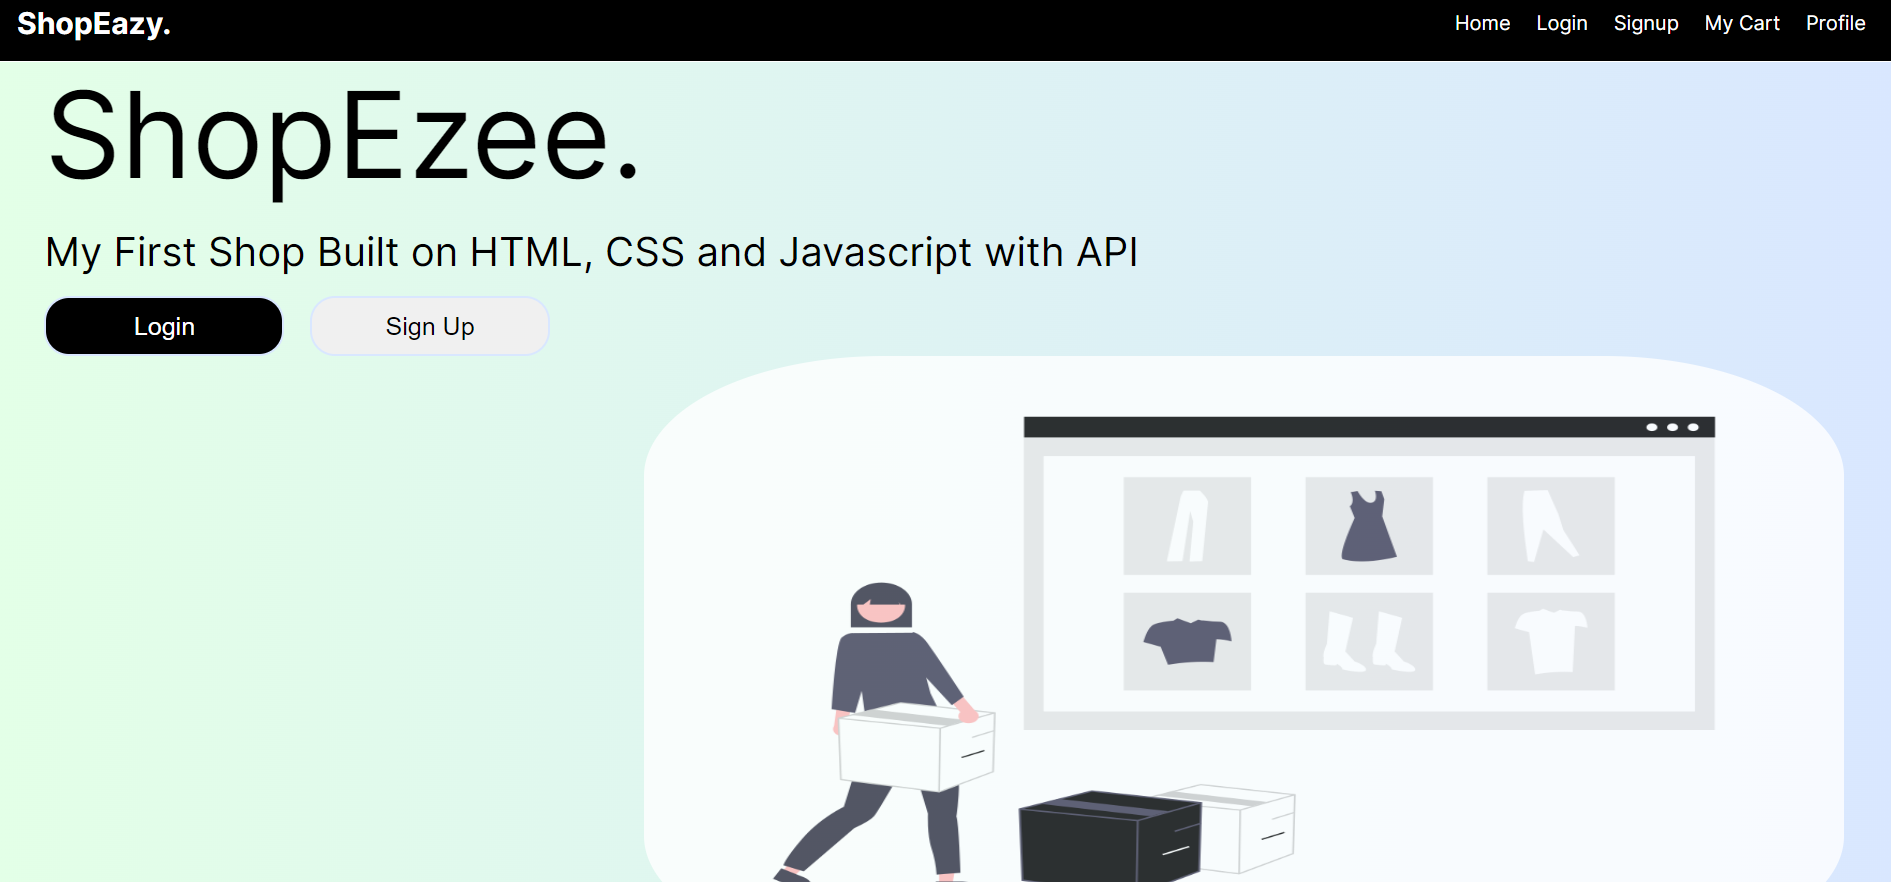 ShopEazy.
Home Login Signup My Cart Profile
ShopEzee.
My First Shop Built on HTML, CSS and Javascript with API
Login
Sign Up